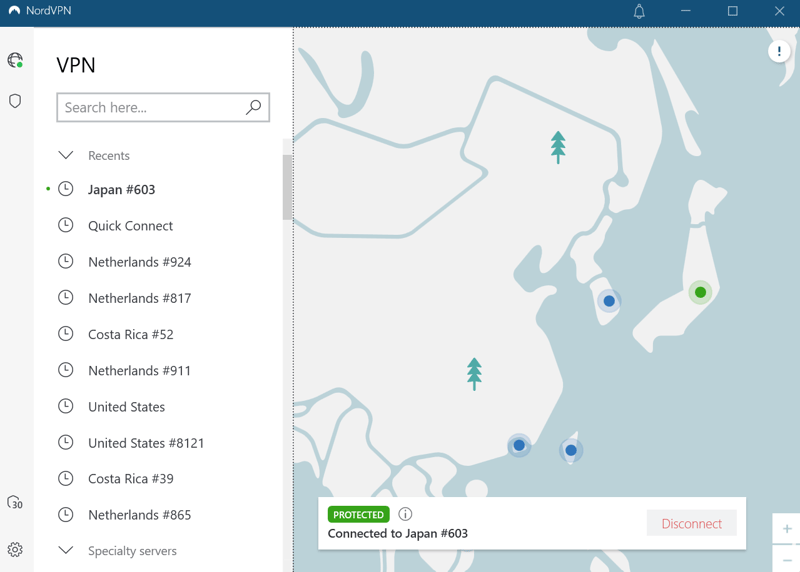 NordVPN
VPN
Search here...
Recents
Japan #603
Quick Connect
Netherlands #924
Netherlands #817
Costa Rica #52
Netherlands #911
United States
United States #8121
Costa Rica #39
Netherlands #865
Specialty servers
30
!
PROTECTED
Connected to Japan #603
Disconnect
+
−